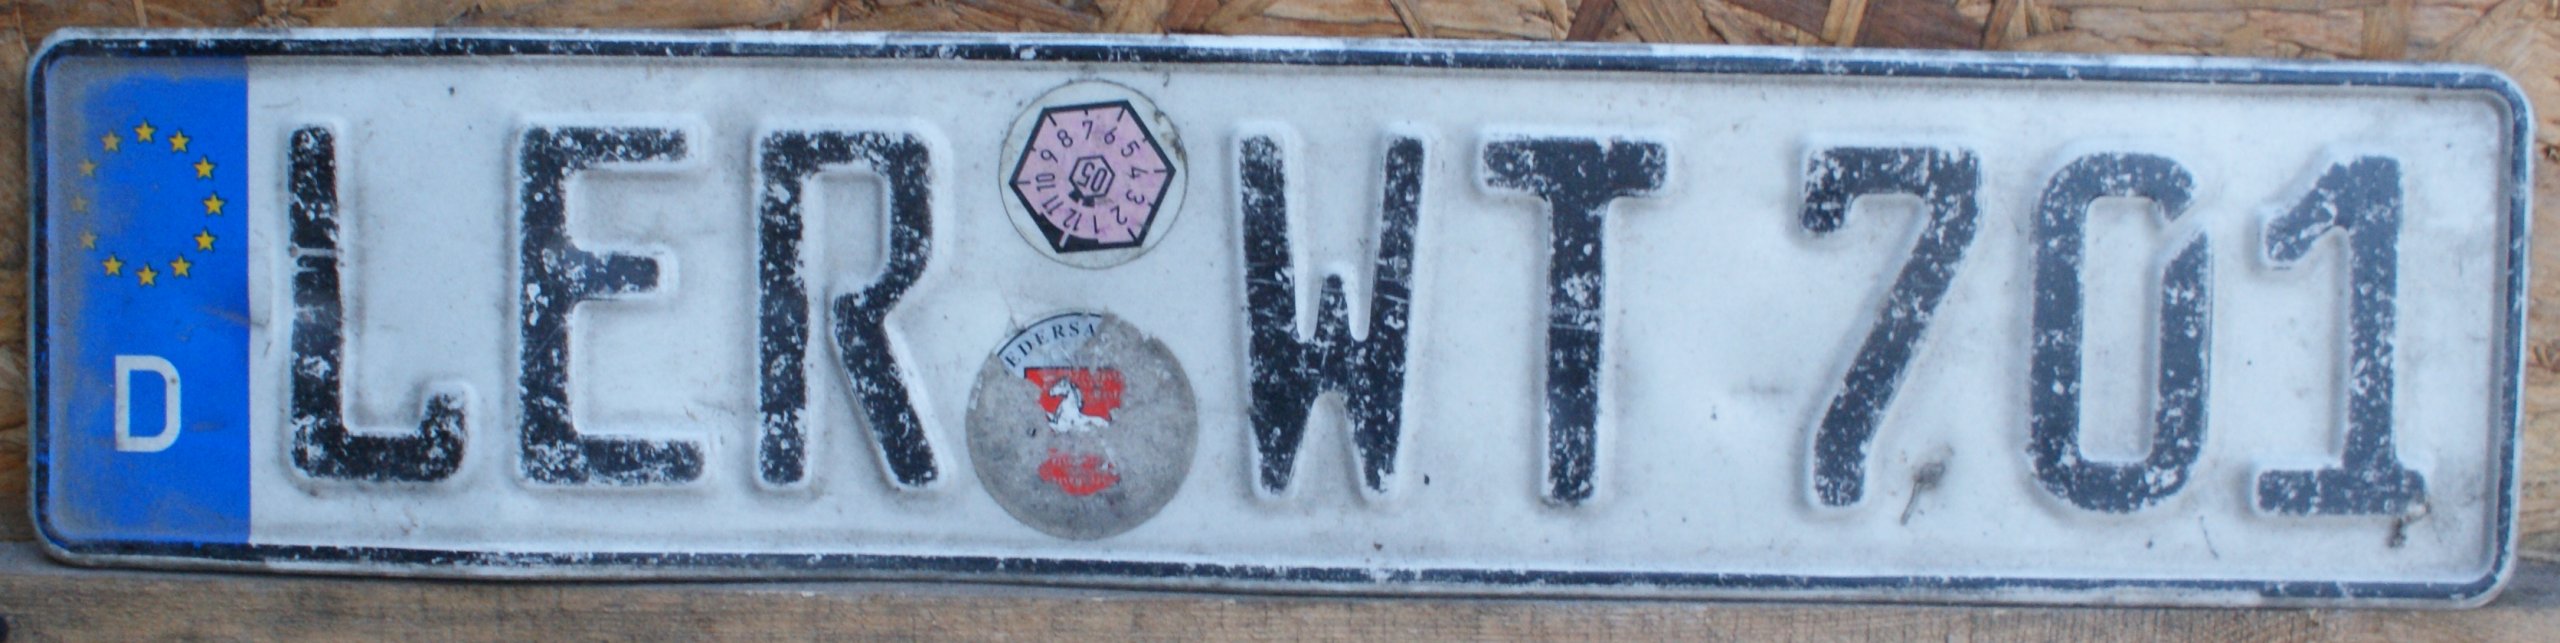 D LER WT 701
7 6 5 4 3 2 1 12 11 10 9 8
05
EDERSA